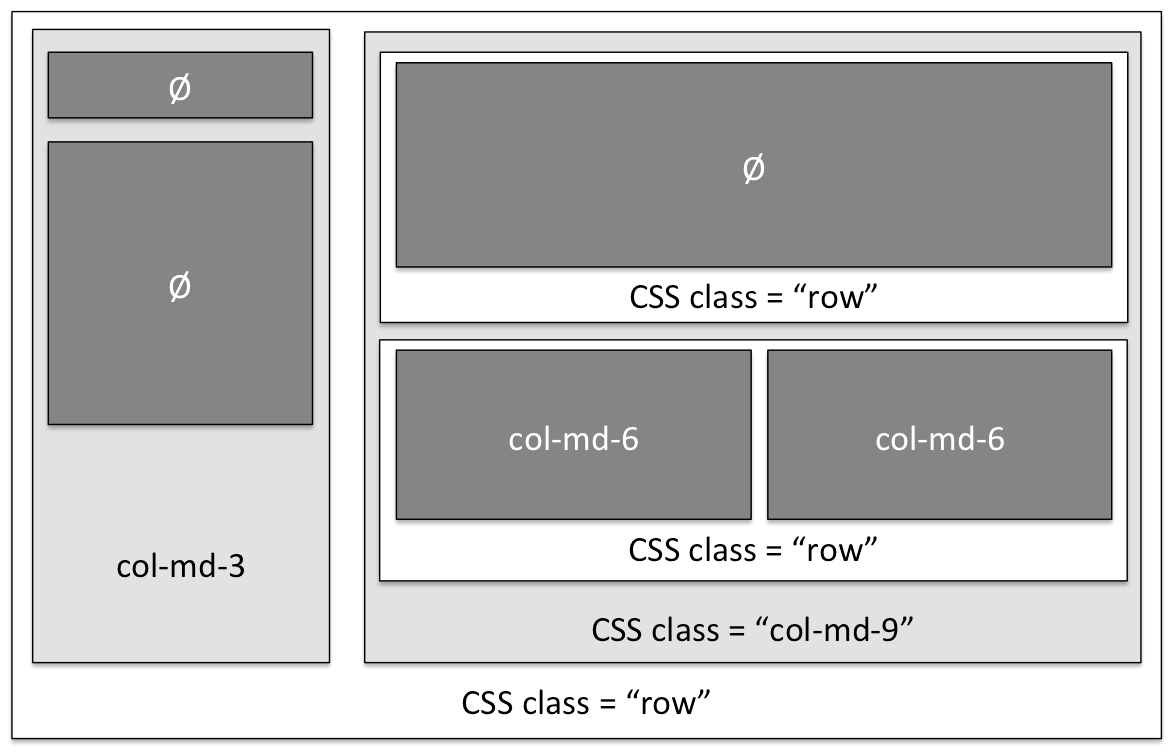 Ø
Ø
col-md-3
Ø
CSS class = “row”
col-md-6
col-md-6
CSS class = “row”
CSS class = “col-md-9”
CSS class = “row”